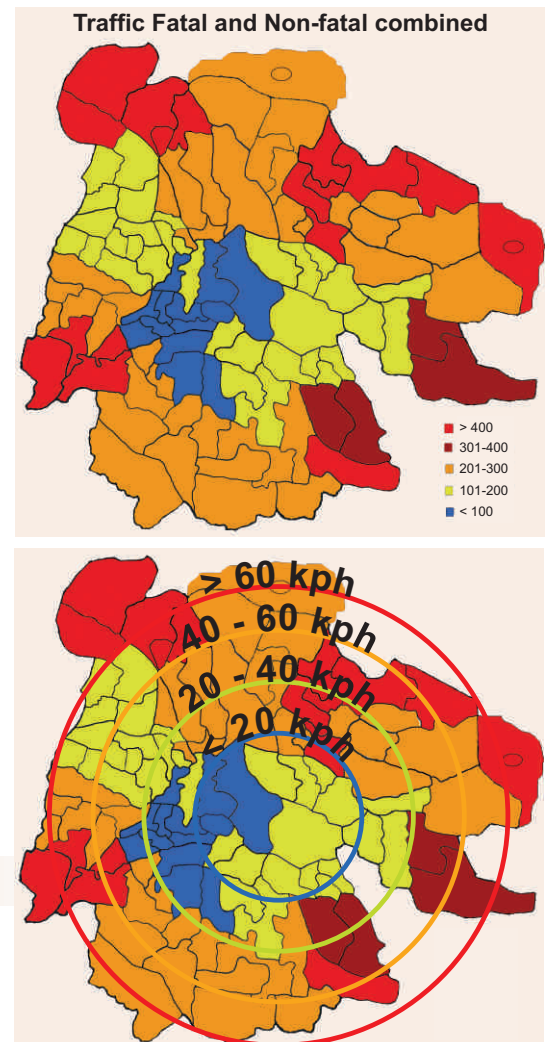 Traffic Fatal and Non-fatal combined
> 400
301-400
201-300
101-200
< 100
> 60 kph
40 - 60 kph
20 - 40 kph
< 20 kph